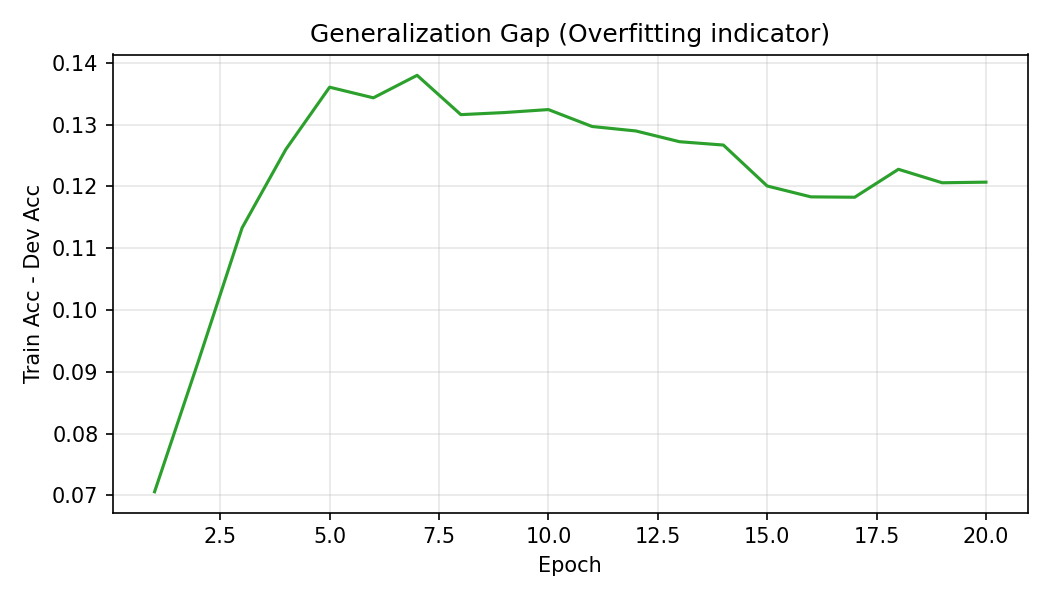 Generalization Gap (Overfitting indicator)
Train Acc - Dev Acc
0.14
0.13
0.12
0.11
0.10
0.09
0.08
0.07
2.5 5.0 7.5 10.0 12.5 15.0 17.5 20.0
Epoch